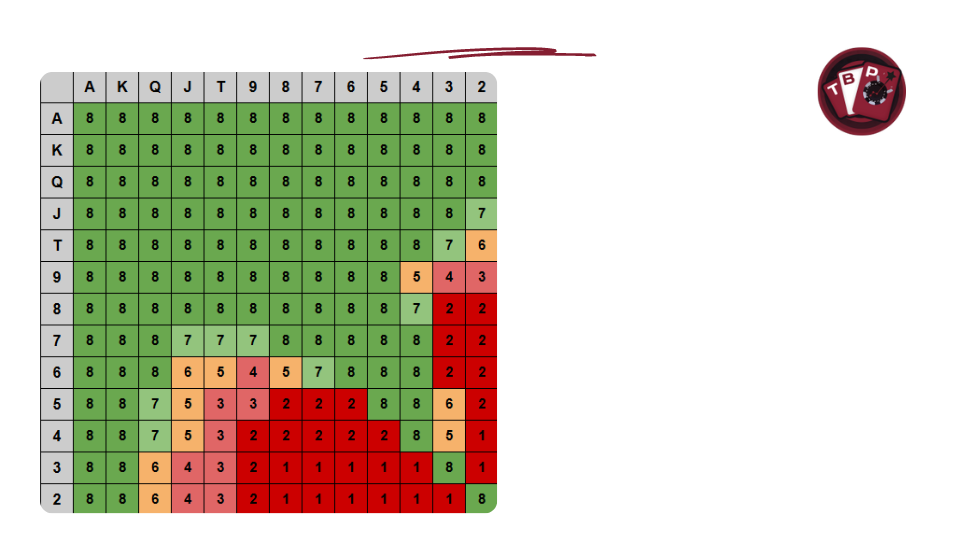 A K Q J T 9 8 7 6 5 4 3 2
A 8 8 8 8 8 8 8 8 8 8 8 8 8
K 8 8 8 8 8 8 8 8 8 8 8 8 8
Q 8 8 8 8 8 8 8 8 8 8 8 8 8
J 8 8 8 8 8 8 8 8 8 8 8 8 7
T 8 8 8 8 8 8 8 8 8 8 8 7 6
9 8 8 8 8 8 8 8 8 8 8 5 4 3
8 8 8 8 8 8 8 8 8 8 8 7 2 2
7 8 8 8 7 7 7 8 8 8 8 8 2 2
6 8 8 8 6 5 4 5 7 8 8 8 2 2
5 8 8 7 5 3 3 2 2 2 8 8 6 2
4 8 8 7 5 3 2 2 2 2 2 8 5 1
3 8 8 6 4 3 2 1 1 1 1 1 8 1
2 8 8 6 4 3 2 1 1 1 1 1 1 8
T B P